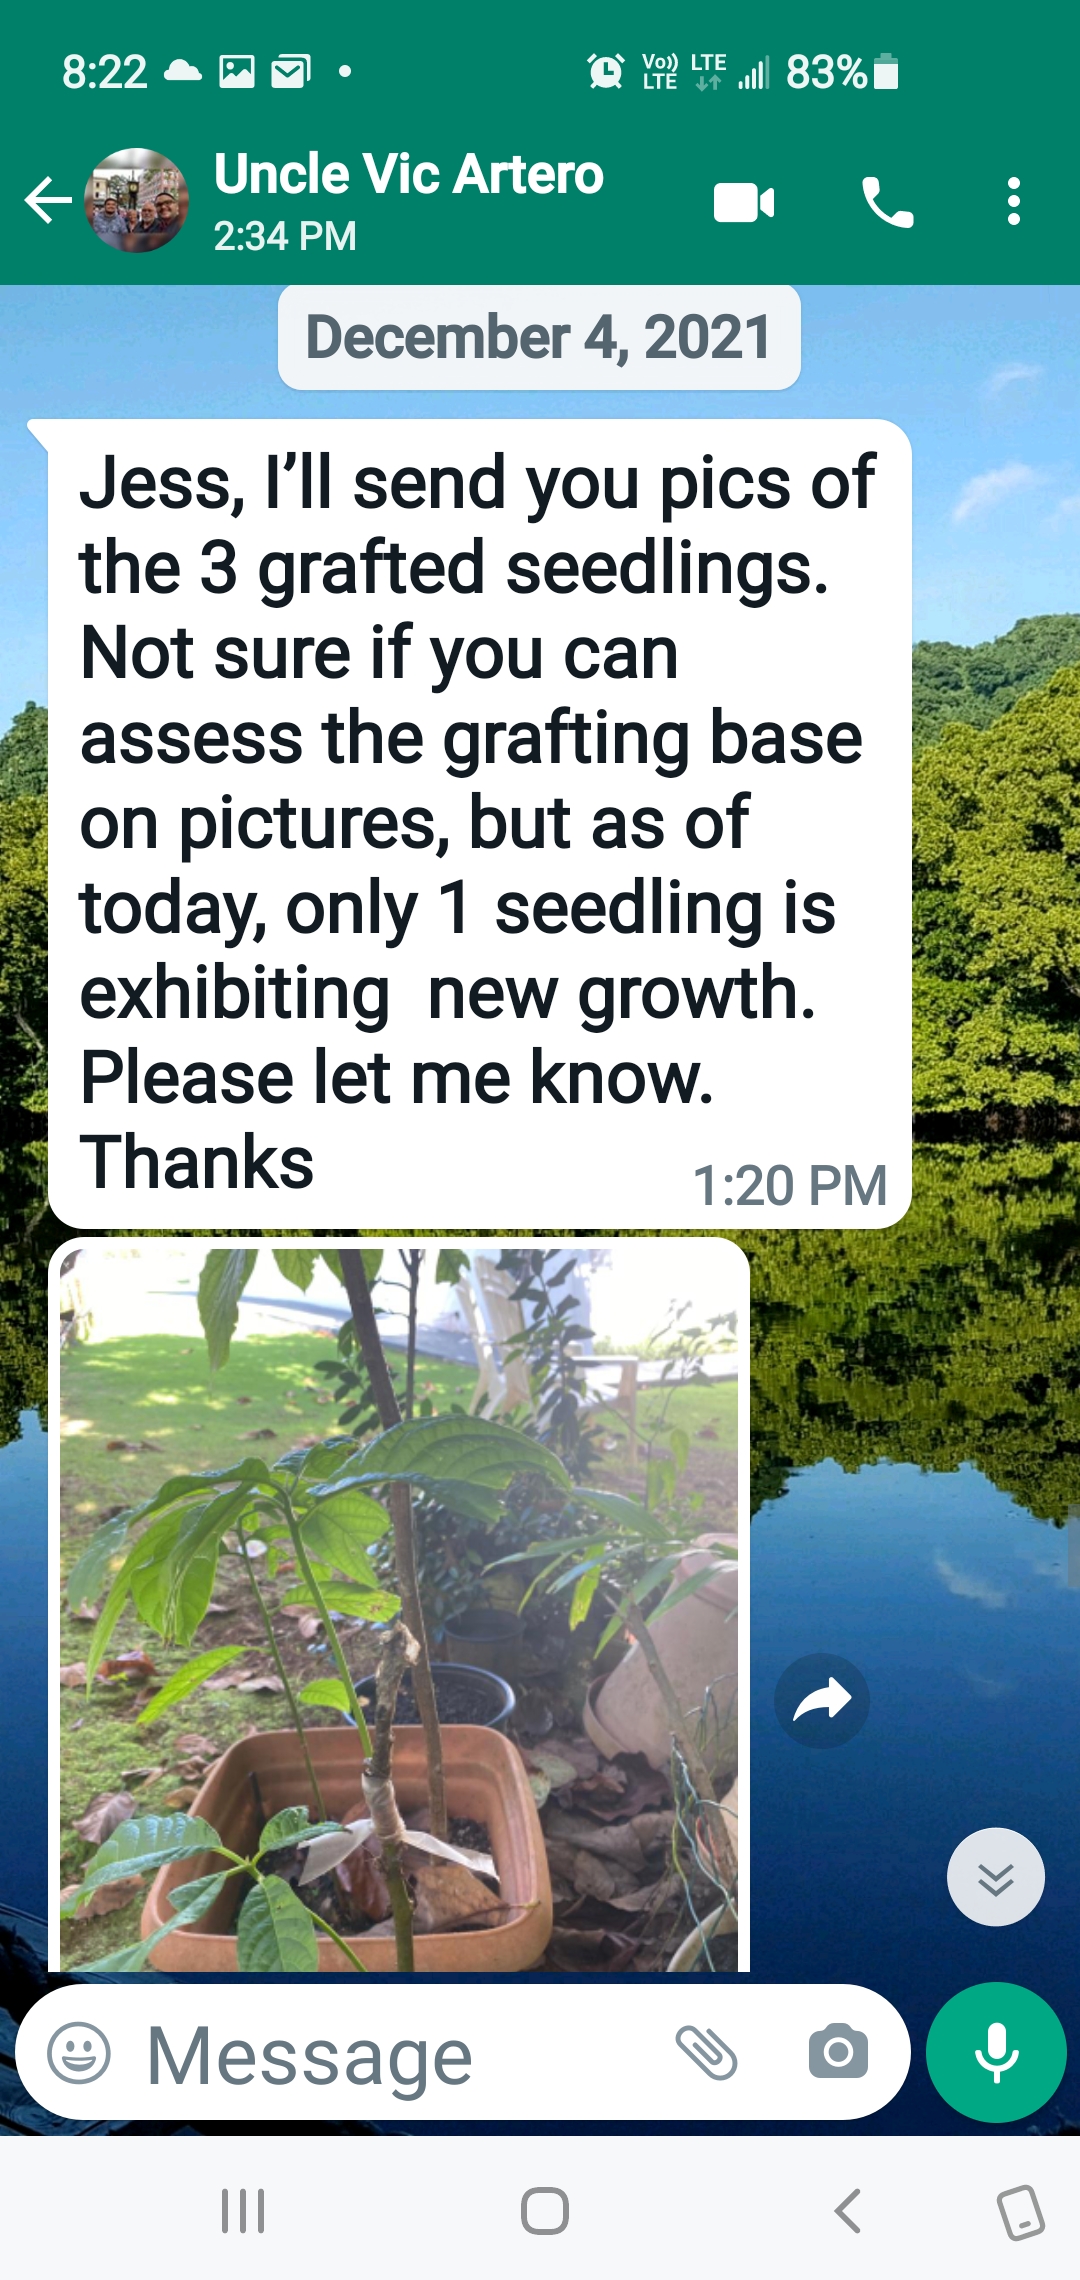 8:22
Vo))
LTE
LTE
83%
Uncle Vic Artero
2:34 PM
December 4, 2021
Jess, I’ll send you pics of
the 3 grafted seedlings.
Not sure if you can
assess the grafting base
on pictures, but as of
today, only 1 seedling is
exhibiting  new growth.
Please let me know.
Thanks
1:20 PM
Message